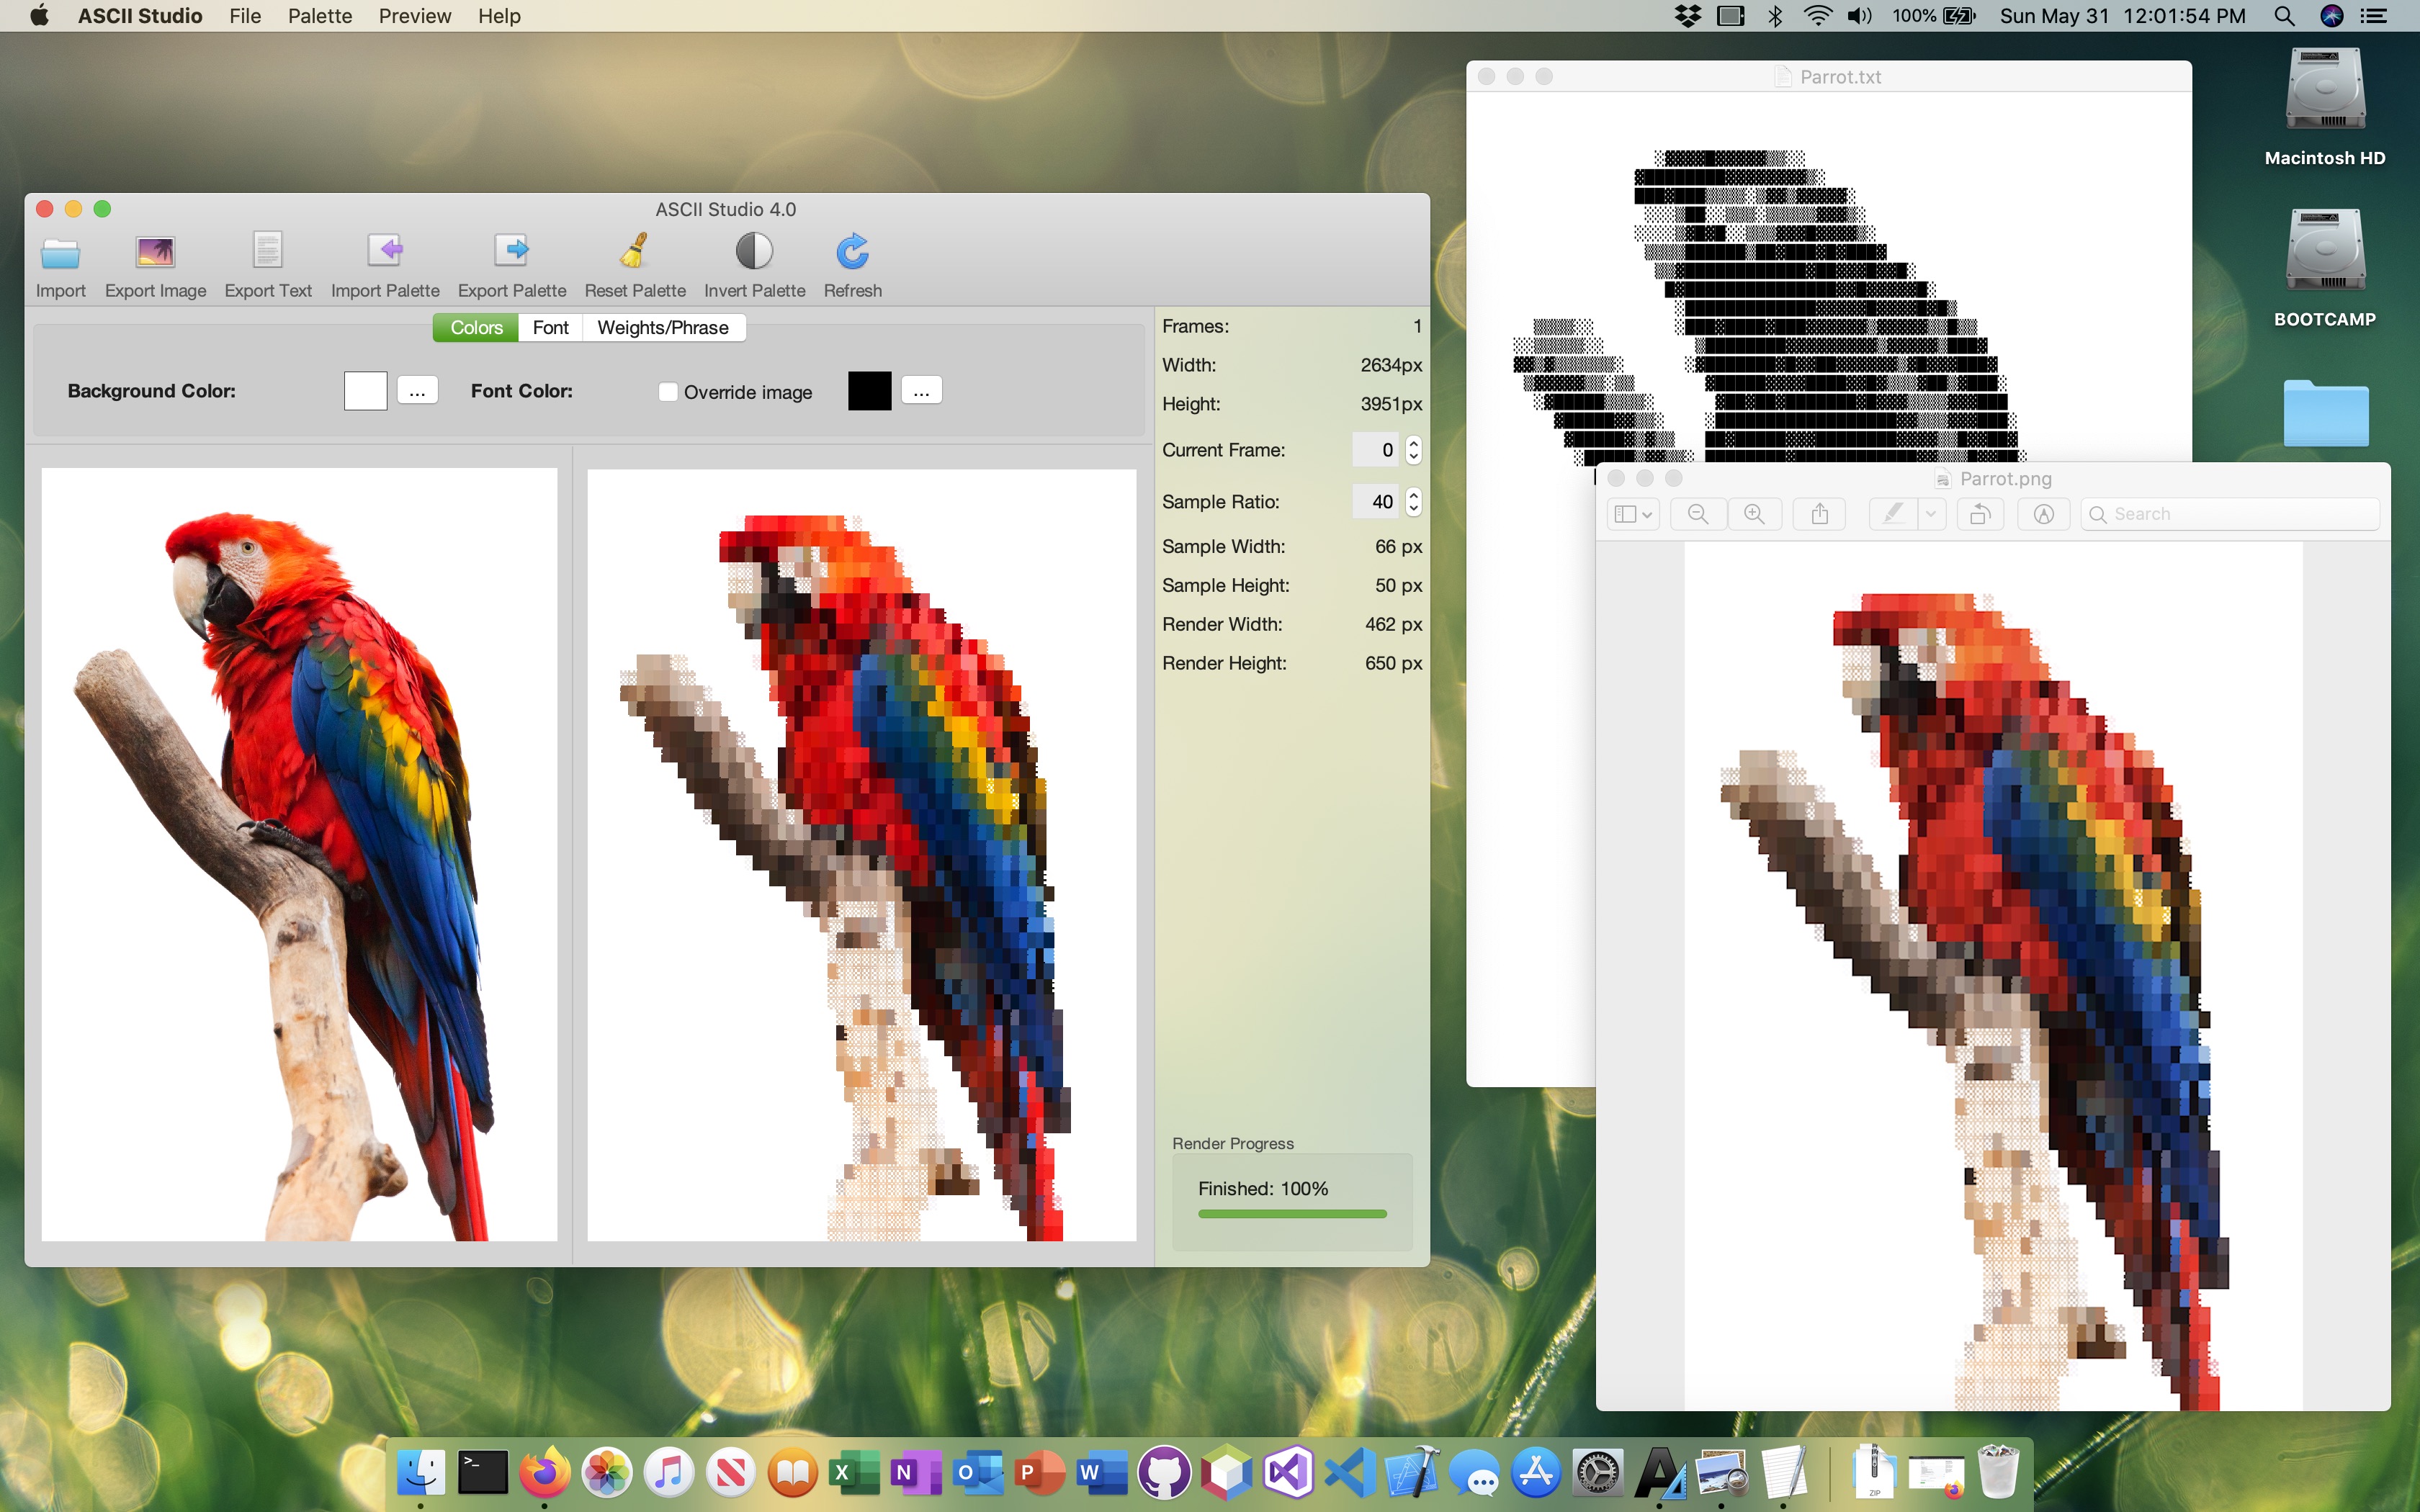 ASCII Studio File Palette Preview Help
100% Sun May 31 12:01:54 PM
Macintosh HD
BOOTCAMP
ASCII Studio 4.0
Import Export Image Export Text Import Palette Export Palette Reset Palette Invert Palette Refresh
Colors Font Weights/Phrase
Background Color: ... Font Color: Override image ...
Frames: 1
Width: 2634px
Height: 3951px
Current Frame: 0
Sample Ratio: 40
Sample Width: 66 px
Sample Height: 50 px
Render Width: 462 px
Render Height: 650 px
Render Progress
Finished: 100%
Parrot.txt
Parrot.png
Search
>_
X
N
O
P
W
ZIP